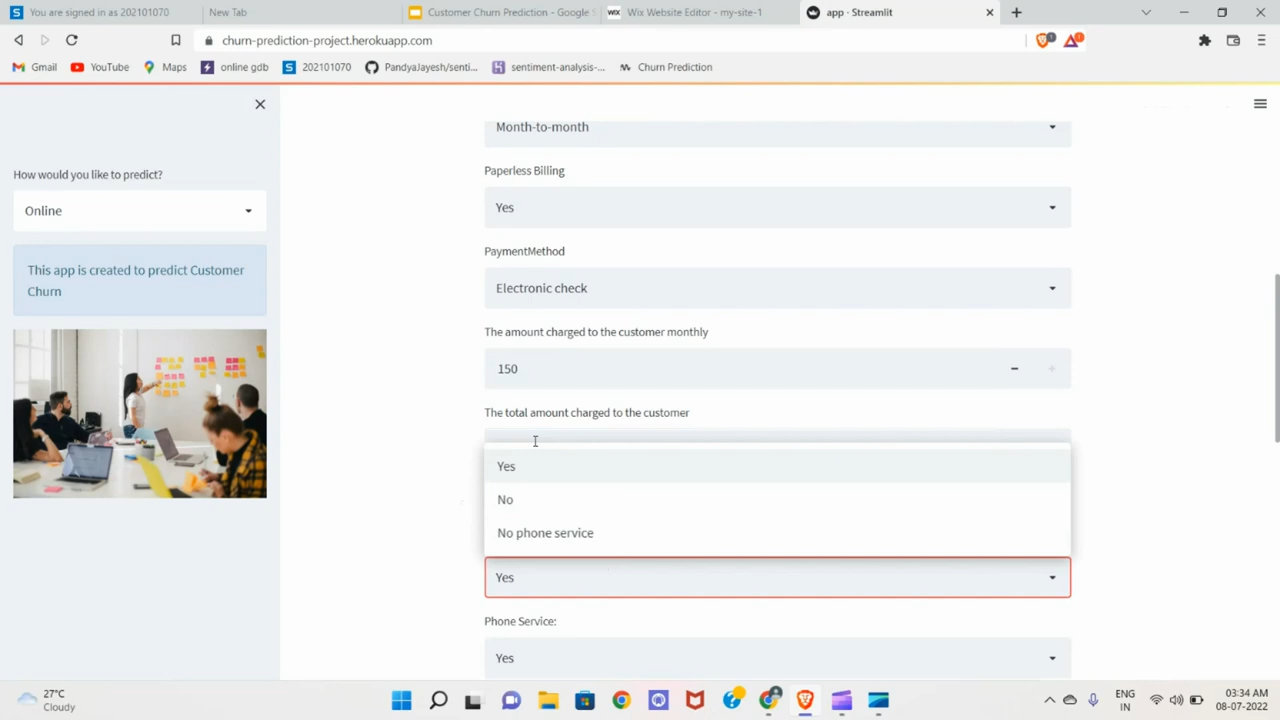 You are signed in as 202101070
New Tab
Customer Churn Prediction - Google S
WIX Wix Website Editor - my-site-1
app · Streamlit
churn-prediction-project.herokuapp.com
Gmail
YouTube
Maps
online gdb
202101070
PandyaJayesh/senti...
sentiment-analysis-...
Churn Prediction
How would you like to predict?
Online
This app is created to predict Customer
Churn
Month-to-month
Paperless Billing
Yes
PaymentMethod
Electronic check
The amount charged to the customer monthly
150
The total amount charged to the customer
Yes
No
No phone service
Yes
Phone Service:
Yes
27°C
Cloudy
ENG
IN
03:34 AM
08-07-2022